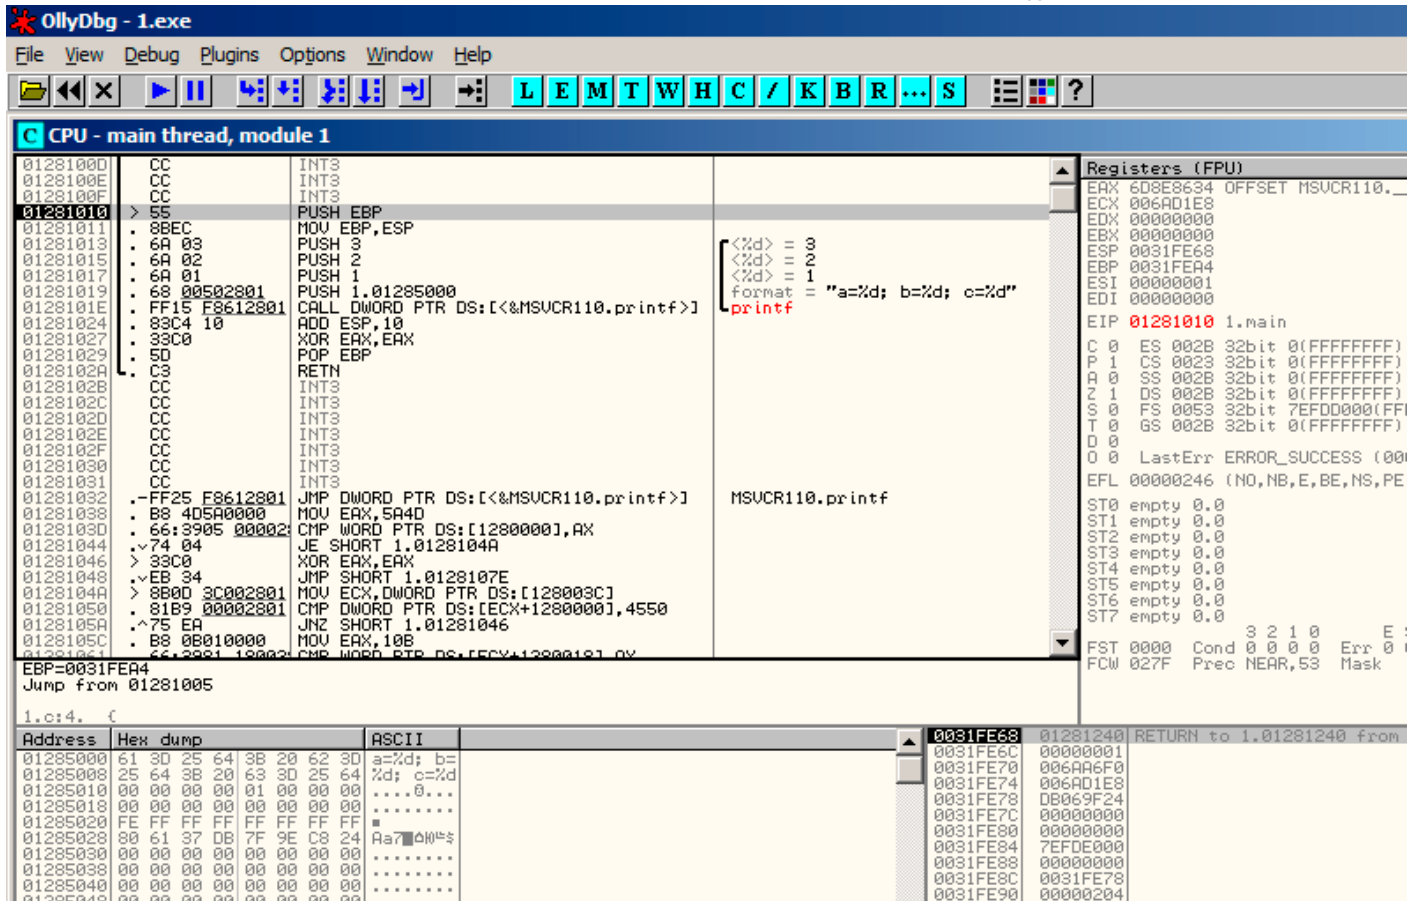 OllyDbg - 1.exe
File View Debug Plugins Options Window Help
L E M T W H C / K B R ... S ?
C CPU - main thread, module 1
0128100D CC INT3
0128100E CC INT3
0128100F CC INT3
01281010 > 55 PUSH EBP
01281011 . 8BEC MOV EBP,ESP
01281013 . 6A 03 PUSH 3 <%d> = 3
01281015 . 6A 02 PUSH 2 <%d> = 2
01281017 . 6A 01 PUSH 1 <%d> = 1
01281019 . 68 00502801 PUSH 1.01285000 format = "a=%d; b=%d; c=%d"
0128101E . FF15 F8612801 CALL DWORD PTR DS:[<&MSVCR110.printf>] printf
01281024 . 83C4 10 ADD ESP,10
01281027 . 33C0 XOR EAX,EAX
01281029 . 5D POP EBP
0128102A . C3 RETN
0128102B CC INT3
0128102C CC INT3
0128102D CC INT3
0128102E CC INT3
0128102F CC INT3
01281030 CC INT3
01281031 CC INT3
01281032 .-FF25 F8612801 JMP DWORD PTR DS:[<&MSVCR110.printf>] MSVCR110.printf
01281038 . B8 4D5A0000 MOV EAX,5A4D
0128103D . 66:3905 00002 CMP WORD PTR DS:[1280000],AX
01281044 .v74 04 JE SHORT 1.0128104A
01281046 > 33C0 XOR EAX,EAX
01281048 .vEB 34 JMP SHORT 1.0128107E
0128104A > 8B0D 3C002801 MOV ECX,DWORD PTR DS:[128003C]
01281050 . 81B9 00002801 CMP DWORD PTR DS:[ECX+1280000],4550
0128105A .^75 EA JNZ SHORT 1.01281046
0128105C . B8 0B010000 MOV EAX,10B
EBP=0031FEA4
Jump from 01281005
1.c:4. {
Registers (FPU)
EAX 6D8E8634 OFFSET MSVCR110.__
ECX 006AD1E8
EDX 00000000
EBX 00000000
ESP 0031FE68
EBP 0031FEA4
ESI 00000001
EDI 00000000
EIP 01281010 1.main
C 0 ES 002B 32bit 0(FFFFFFFF)
P 1 CS 0023 32bit 0(FFFFFFFF)
A 0 SS 002B 32bit 0(FFFFFFFF)
Z 1 DS 002B 32bit 0(FFFFFFFF)
S 0 FS 0053 32bit 7EFDD000(FF
T 0 GS 002B 32bit 0(FFFFFFFF)
D 0
O 0 LastErr ERROR_SUCCESS (00
EFL 00000246 (NO,NB,E,BE,NS,PE
ST0 empty 0.0
ST1 empty 0.0
ST2 empty 0.0
ST3 empty 0.0
ST4 empty 0.0
ST5 empty 0.0
ST6 empty 0.0
ST7 empty 0.0
3 2 1 0 E
FST 0000 Cond 0 0 0 0 Err 0
FCW 027F Prec NEAR,53 Mask
Address Hex dump ASCII
01285000 61 3D 25 64 3B 20 62 3D a=%d; b=
01285008 25 64 3B 20 63 3D 25 64 %d; c=%d
01285010 00 00 00 00 01 00 00 00 ....0...
01285018 00 00 00 00 00 00 00 00 ........
01285020 FE FF FF FF FF FF FF FF
01285028 80 61 37 DB 7F 9E C8 24
01285030 00 00 00 00 00 00 00 00 ........
01285038 00 00 00 00 00 00 00 00 ........
01285040 00 00 00 00 00 00 00 00 ........
0031FE68 01281240 RETURN to 1.01281240 from
0031FE6C 00000001
0031FE70 006AA6F0
0031FE74 006AD1E8
0031FE78 DB069F24
0031FE7C 00000000
0031FE80 00000000
0031FE84 7EFDE000
0031FE88 00000000
0031FE8C 0031FE78
0031FE90 00000204